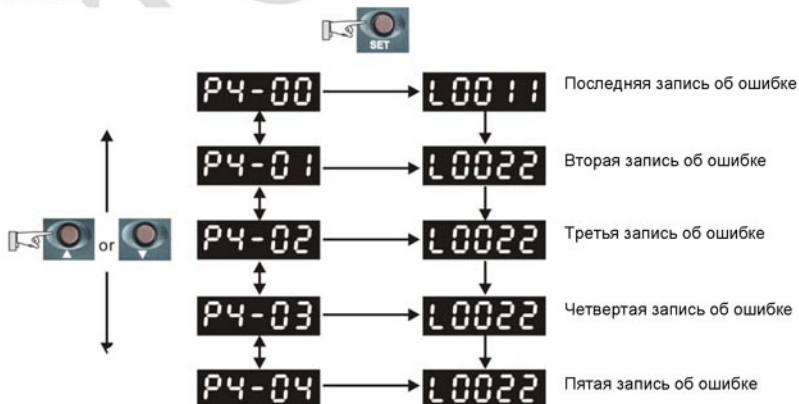 SET
P4-00 L0011 Последняя запись об ошибке
P4-01 L0022 Вторая запись об ошибке
or P4-02 L0022 Третья запись об ошибке
P4-03 L0022 Четвертая запись об ошибке
P4-04 L0022 Пятая запись об ошибке